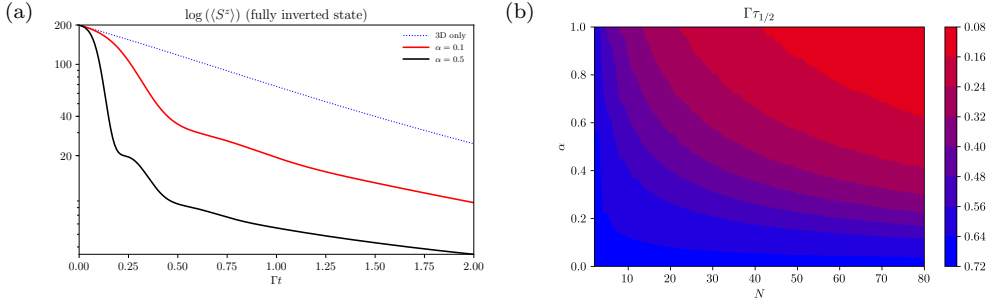 (a)
log (⟨S^z⟩) (fully inverted state)
200
100
40
20
0.00 0.25 0.50 0.75 1.00 1.25 1.50 1.75 2.00
Γt
3D only
α = 0.1
α = 0.5
(b)
Γτ_{1/2}
1.0
0.8
0.6
0.4
0.2
0.0
α
10 20 30 40 50 60 70 80
N
0.08
0.16
0.24
0.32
0.40
0.48
0.56
0.64
0.72